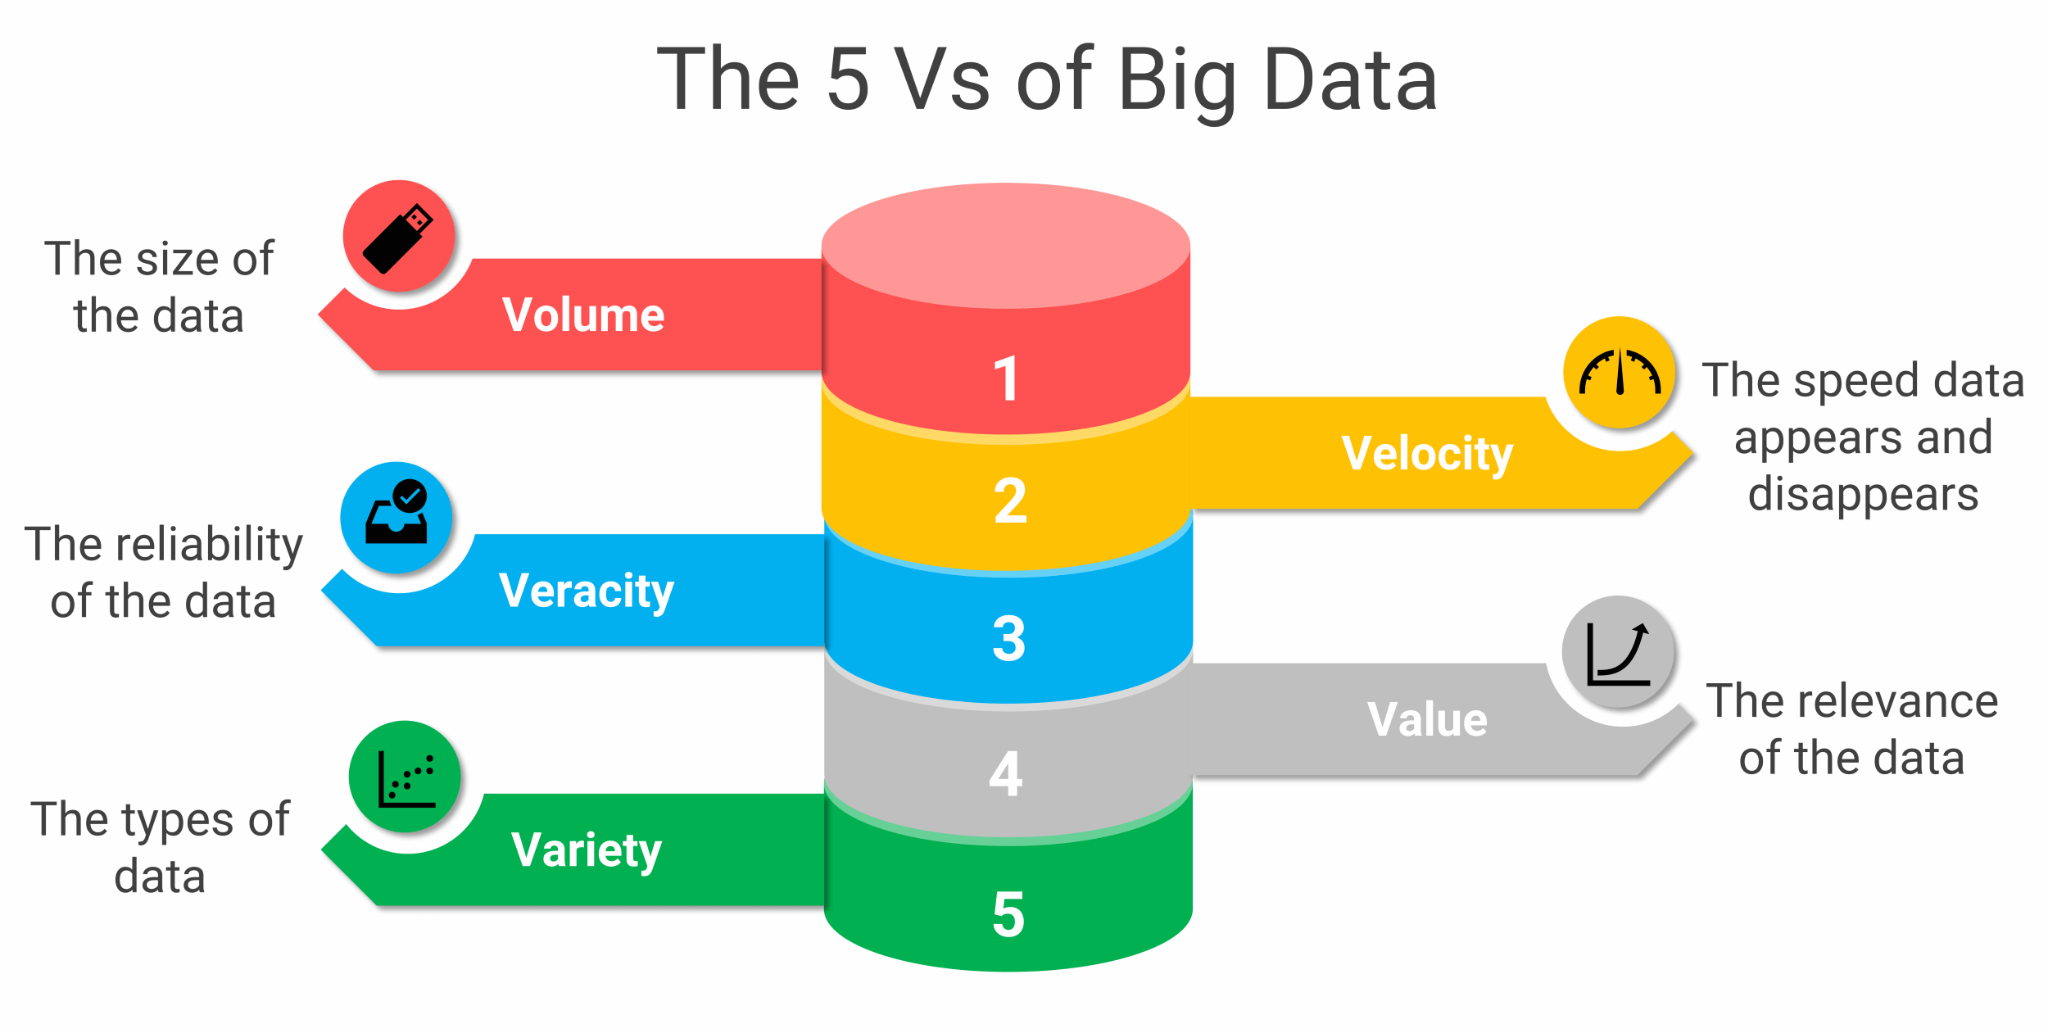 The 5 Vs of Big Data
The size of
the data
Volume
1
2
Velocity
The speed data
appears and
disappears
The reliability
of the data
Veracity
3
4
Value
The relevance
of the data
The types of
data
Variety
5